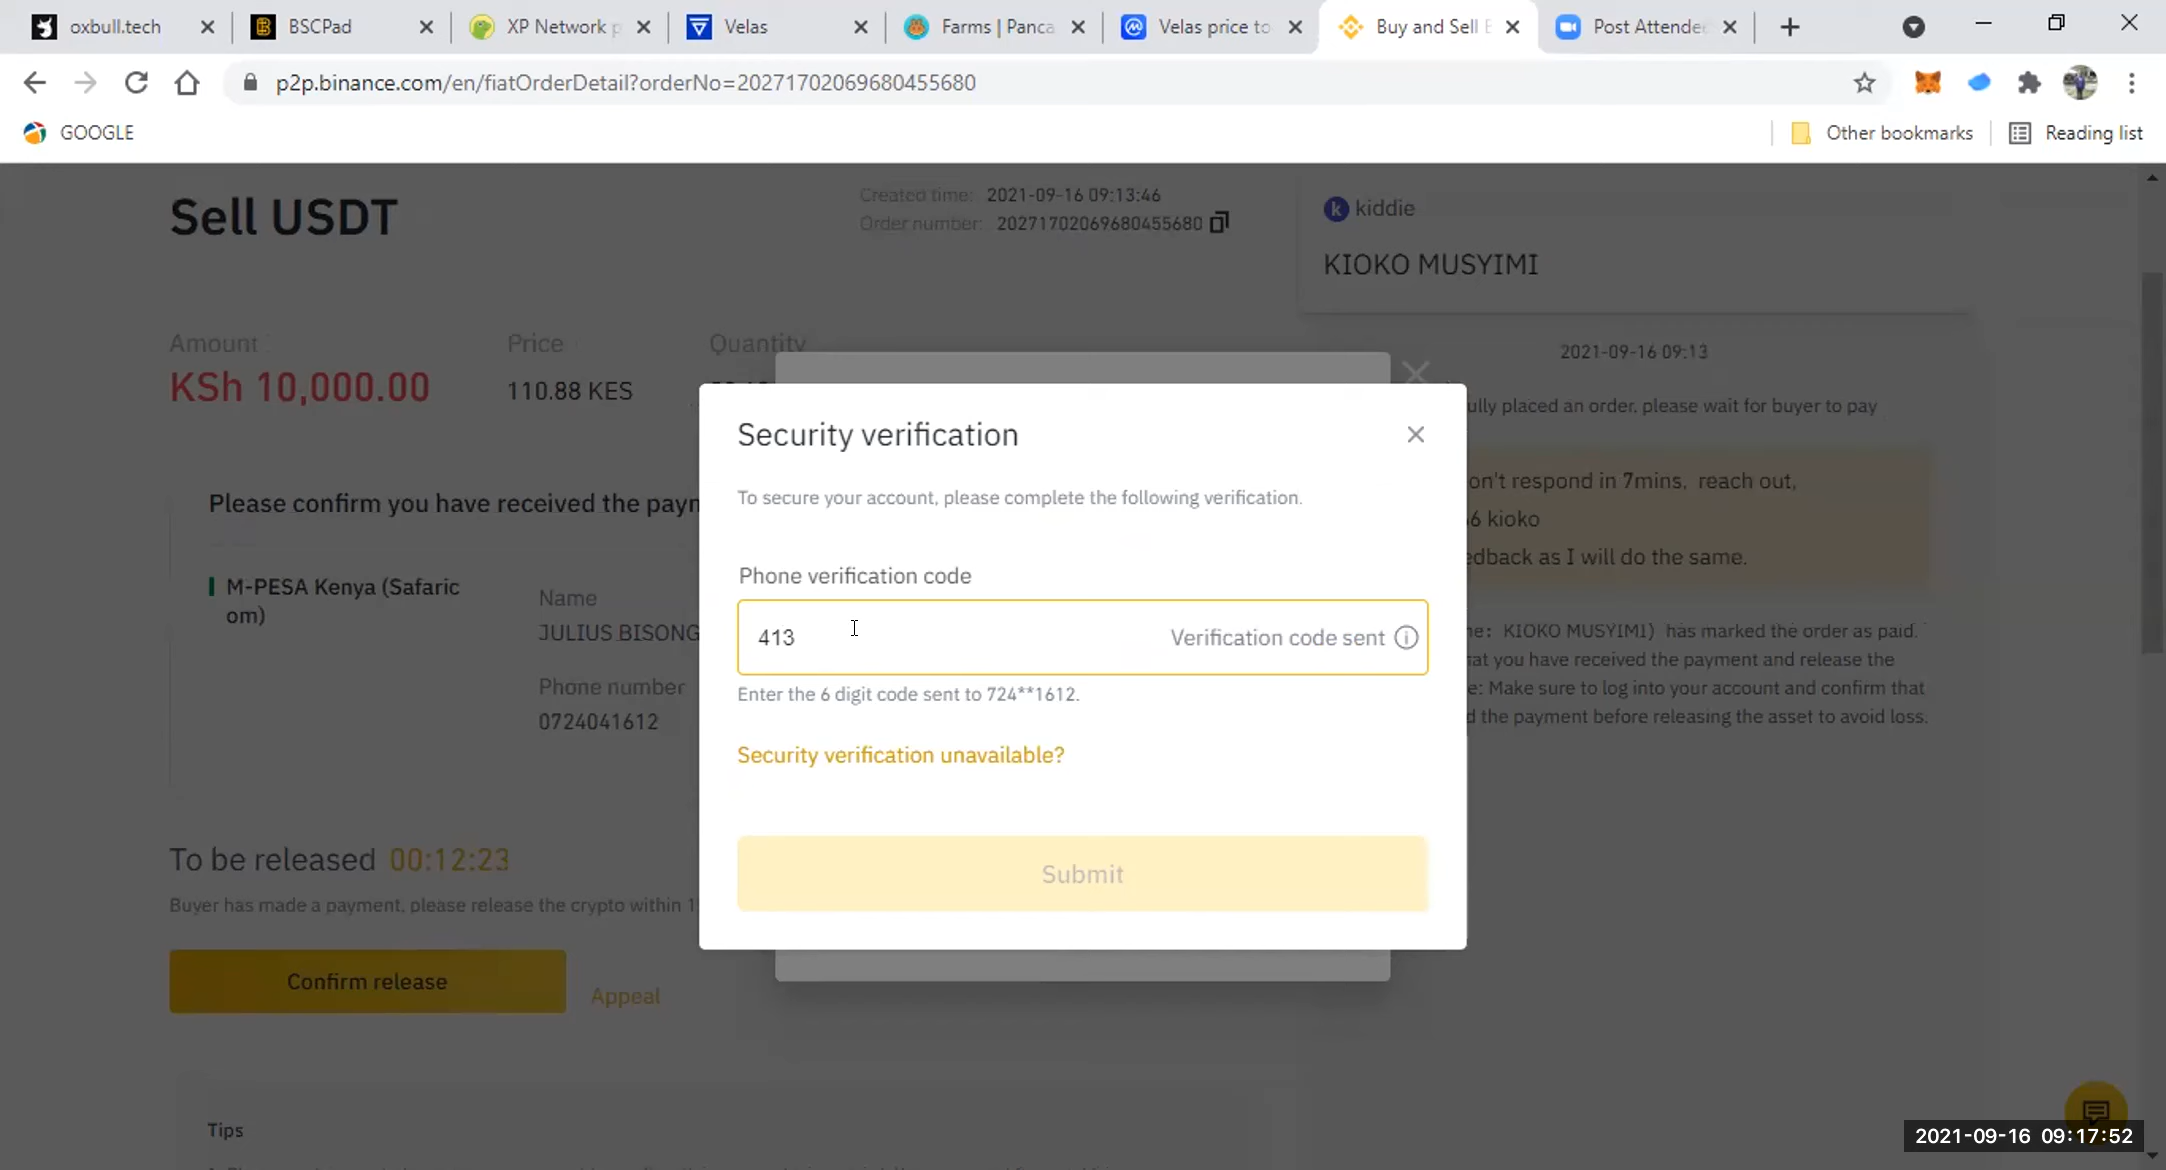 oxbull.tech
BSCPad
XP Network p
Velas
Farms | Panca
Velas price to
Buy and Sell
Post Attende
p2p.binance.com/en/fiatOrderDetail?orderNo=20271702069680455680
GOOGLE
Other bookmarks
Reading list
Sell USDT
Created time: 2021-09-16 09:13:46
Order number: 20271702069680455680
k kiddie
KIOKO MUSYIMI
Amount
Price
Quantity
KSh 10,000.00
110.88 KES
2021-09-16 09:13
ully placed an order, please wait for buyer to pay
on't respond in 7mins, reach out,
6 kioko
edback as I will do the same.
Please confirm you have received the paym
M-PESA Kenya (Safaric
om)
Name
JULIUS BISONG
Phone number
0724041612
KIOKO MUSYIMI) has marked the order as paid.
at you have received the payment and release the
e: Make sure to log into your account and confirm that
d the payment before releasing the asset to avoid loss.
Security verification
To secure your account, please complete the following verification.
Phone verification code
413
Verification code sent
Enter the 6 digit code sent to 724**1612.
Security verification unavailable?
Submit
To be released 00:12:23
Buyer has made a payment, please release the crypto within 1
Confirm release
Appeal
Tips
2021-09-16 09:17:52